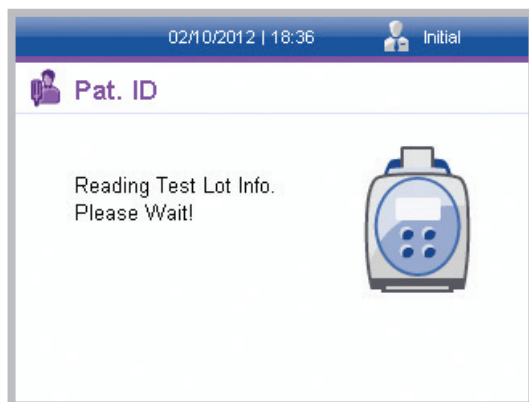 02/10/2012 | 18:36 Initial
Pat. ID
Reading Test Lot Info.
Please Wait!